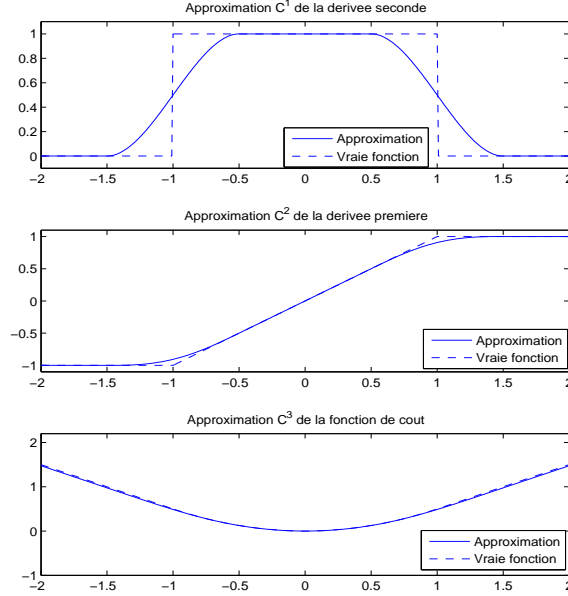 Approximation C¹ de la derivee seconde
1
0.8
0.6
0.4
0.2
0
Approximation
Vraie fonction
−2 −1.5 −1 −0.5 0 0.5 1 1.5 2
Approximation C² de la derivee premiere
1
0.5
0
−0.5
−1
Approximation
Vraie fonction
−2 −1.5 −1 −0.5 0 0.5 1 1.5 2
Approximation C³ de la fonction de cout
2
1
0
−1
Approximation
Vraie fonction
−2 −1.5 −1 −0.5 0 0.5 1 1.5 2